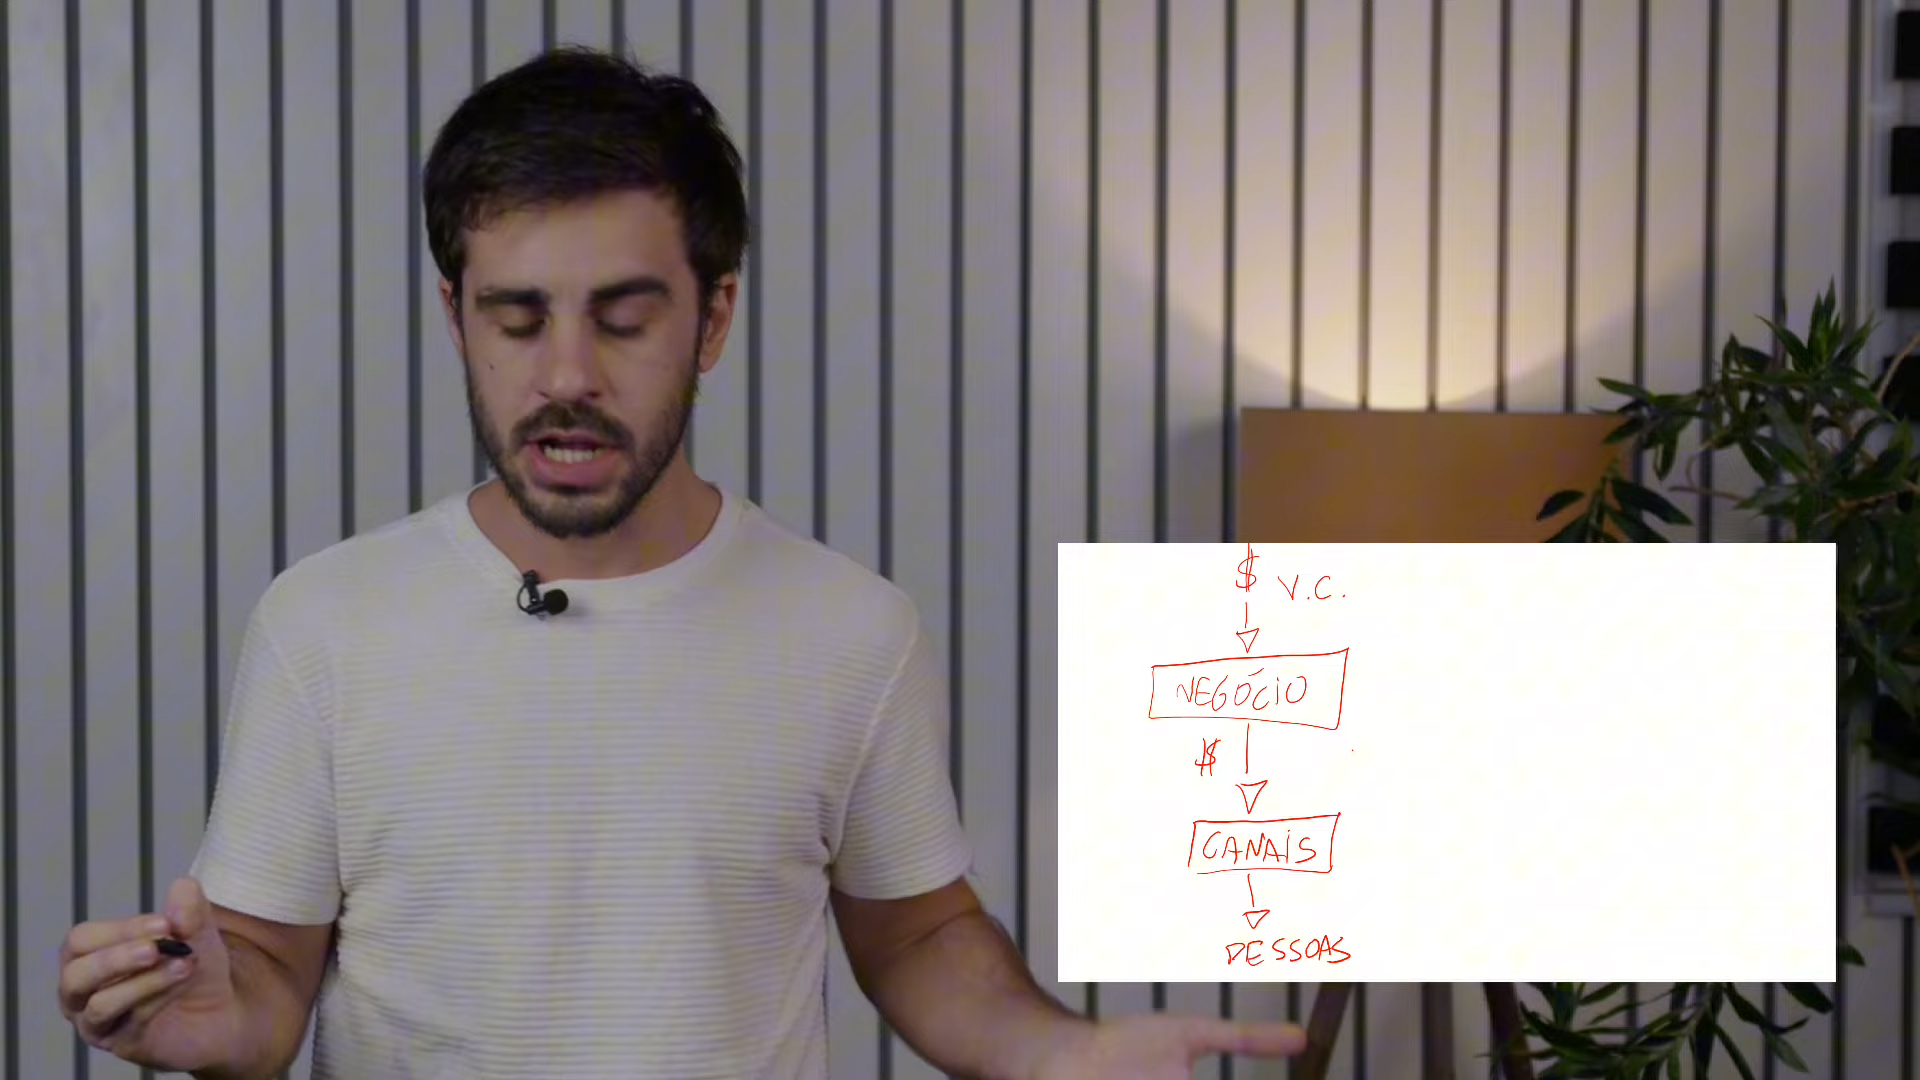 $ V.C.
NEGÓCIO
$
CANAIS
PESSOAS